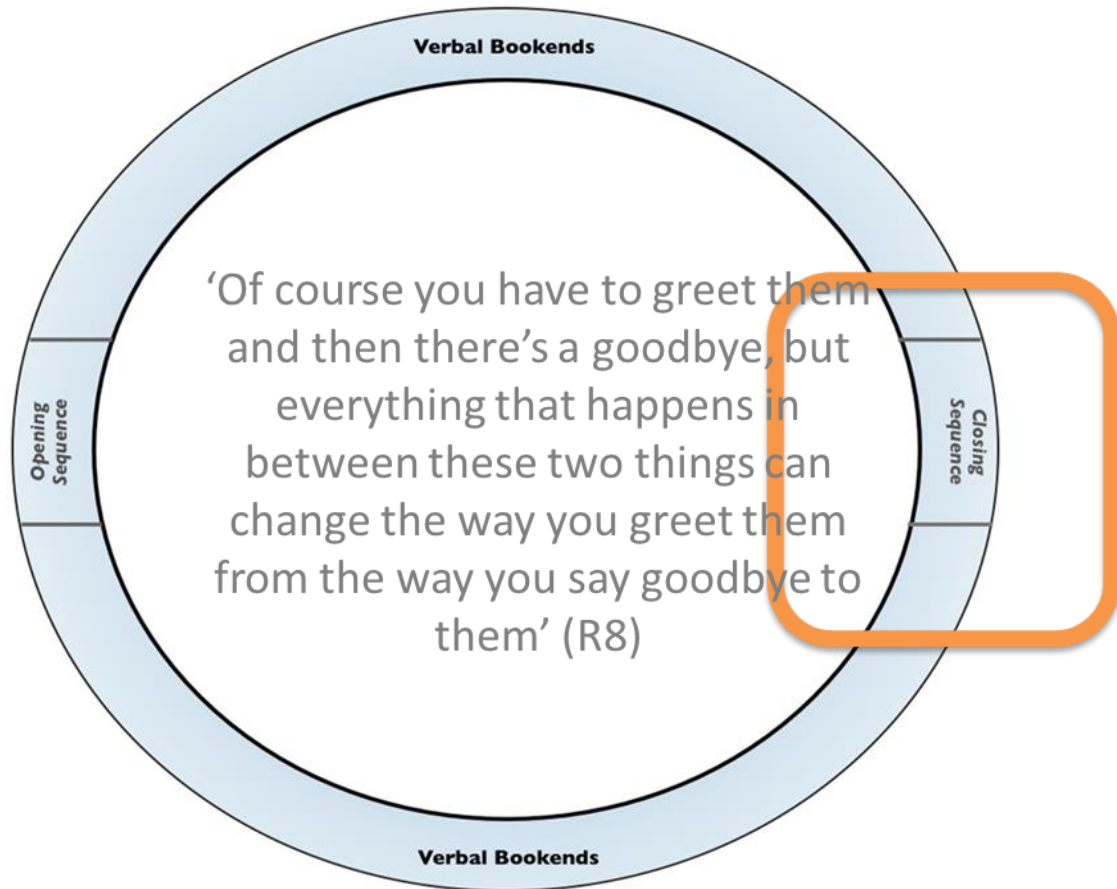 Verbal Bookends
‘Of course you have to greet them
and then there’s a goodbye, but
everything that happens in
between these two things can
change the way you greet them
from the way you say goodbye to
them’ (R8)
Opening
Sequence
Closing
Sequence
Verbal Bookends